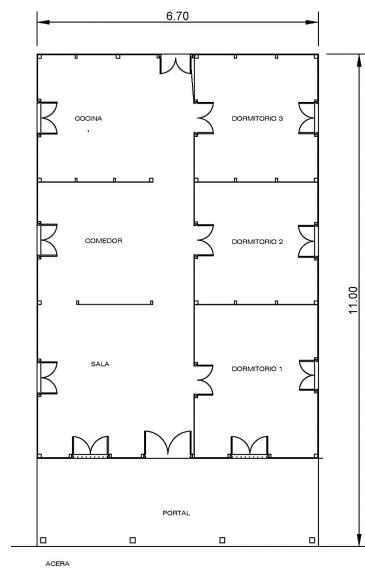 6.70
COCINA
DORMITORIO 3
COMEDOR
DORMITORIO 2
11.00
SALA
DORMITORIO 1
PORTAL
ACERA